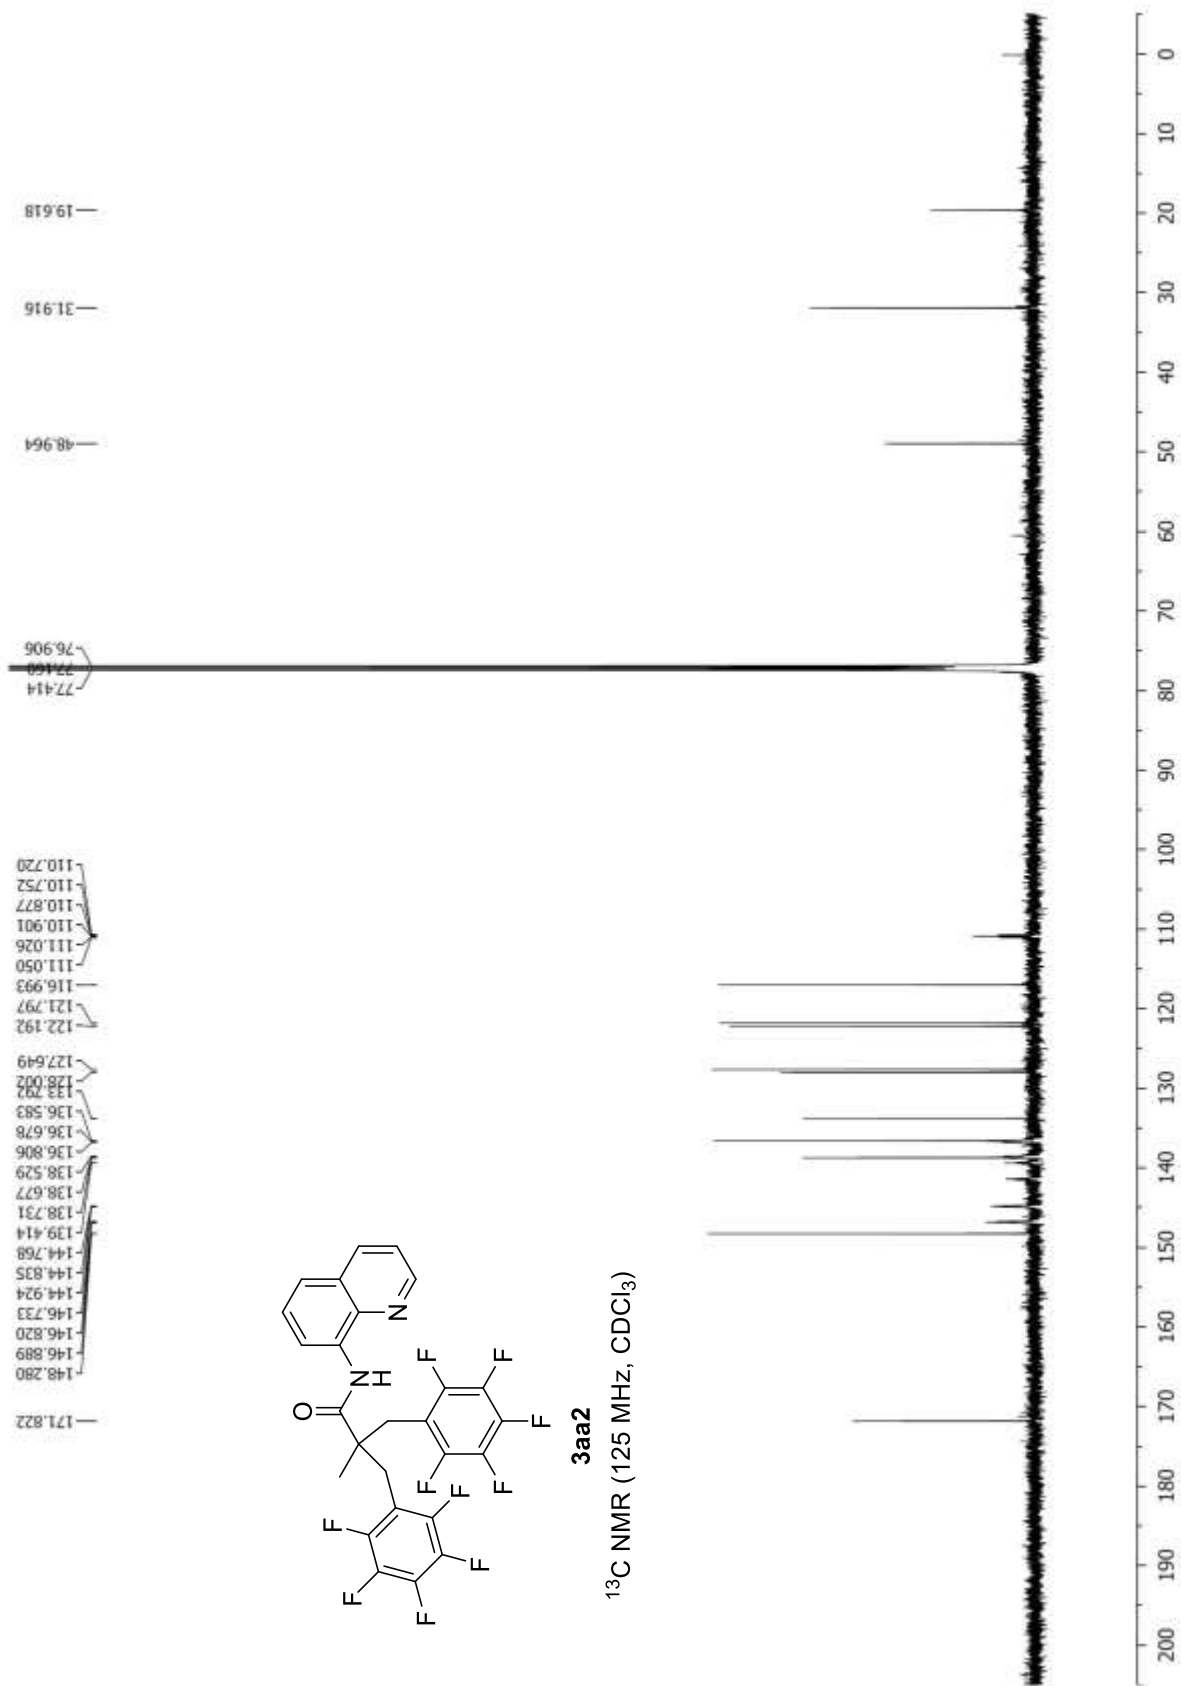 171.822
148.280
146.889
146.820
146.733
144.924
144.835
144.768
139.414
138.731
138.677
138.529
136.806
136.678
136.583
133.792
128.002
127.649
122.192
121.797
116.993
111.050
111.026
110.901
110.877
110.752
110.720
77.414
77.160
76.906
48.964
31.916
19.618
O
N
H
N
F
F
F
F
F
F
F
F
F
F
3aa2
¹³C NMR (125 MHz, CDCl₃)
200 190 180 170 160 150 140 130 120 110 100 90 80 70 60 50 40 30 20 10 0